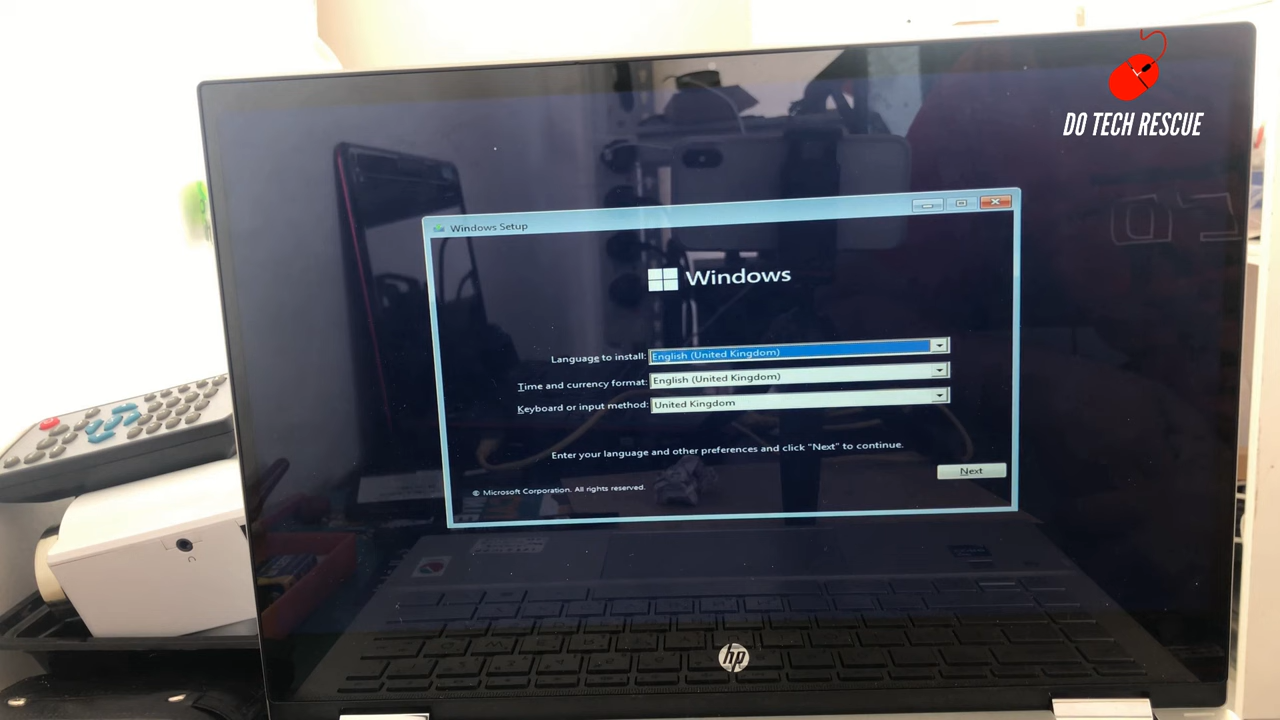 DO TECH RESCUE
Windows Setup
Windows
Language to install: English (United Kingdom)
Time and currency format: English (United Kingdom)
Keyboard or input method: United Kingdom
Enter your language and other preferences and click "Next" to continue.
Next
© Microsoft Corporation. All rights reserved.
hp